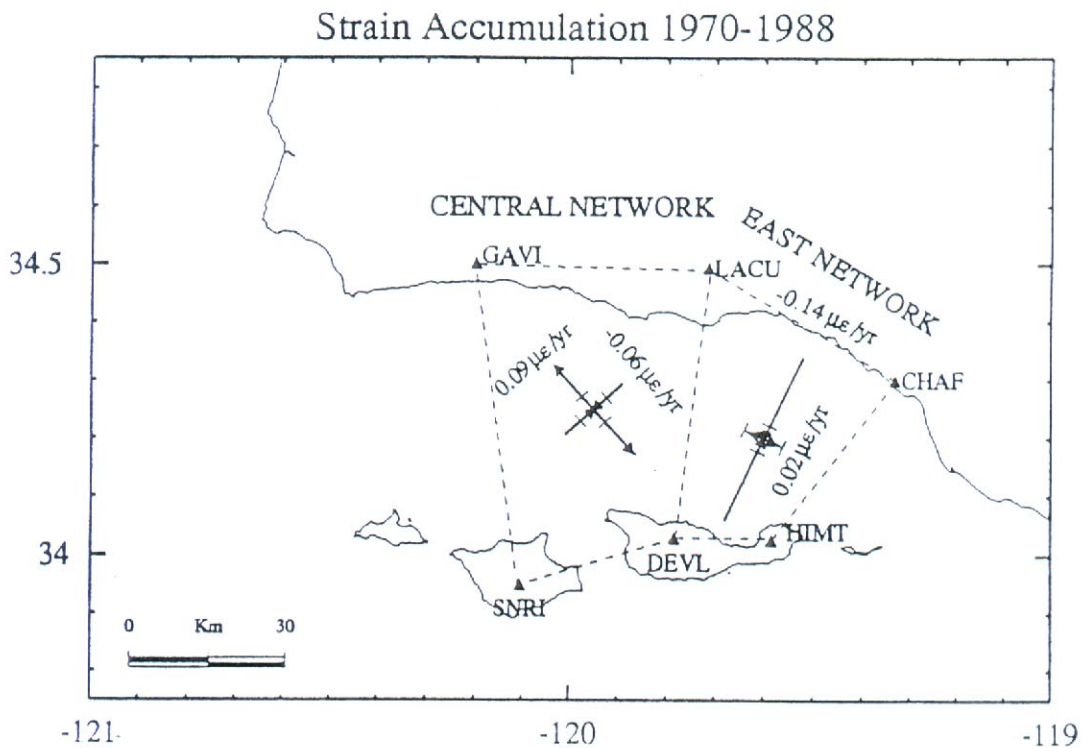 Strain Accumulation 1970-1988
CENTRAL NETWORK
EAST NETWORK
34.5
GAVI
LACU
-0.14 με/yr
0.09 με/yr
-0.06 με/yr
CHAF
0.02 με/yr
34
HIMT
DEVL
SNRI
0 Km 30
-121 -120 -119